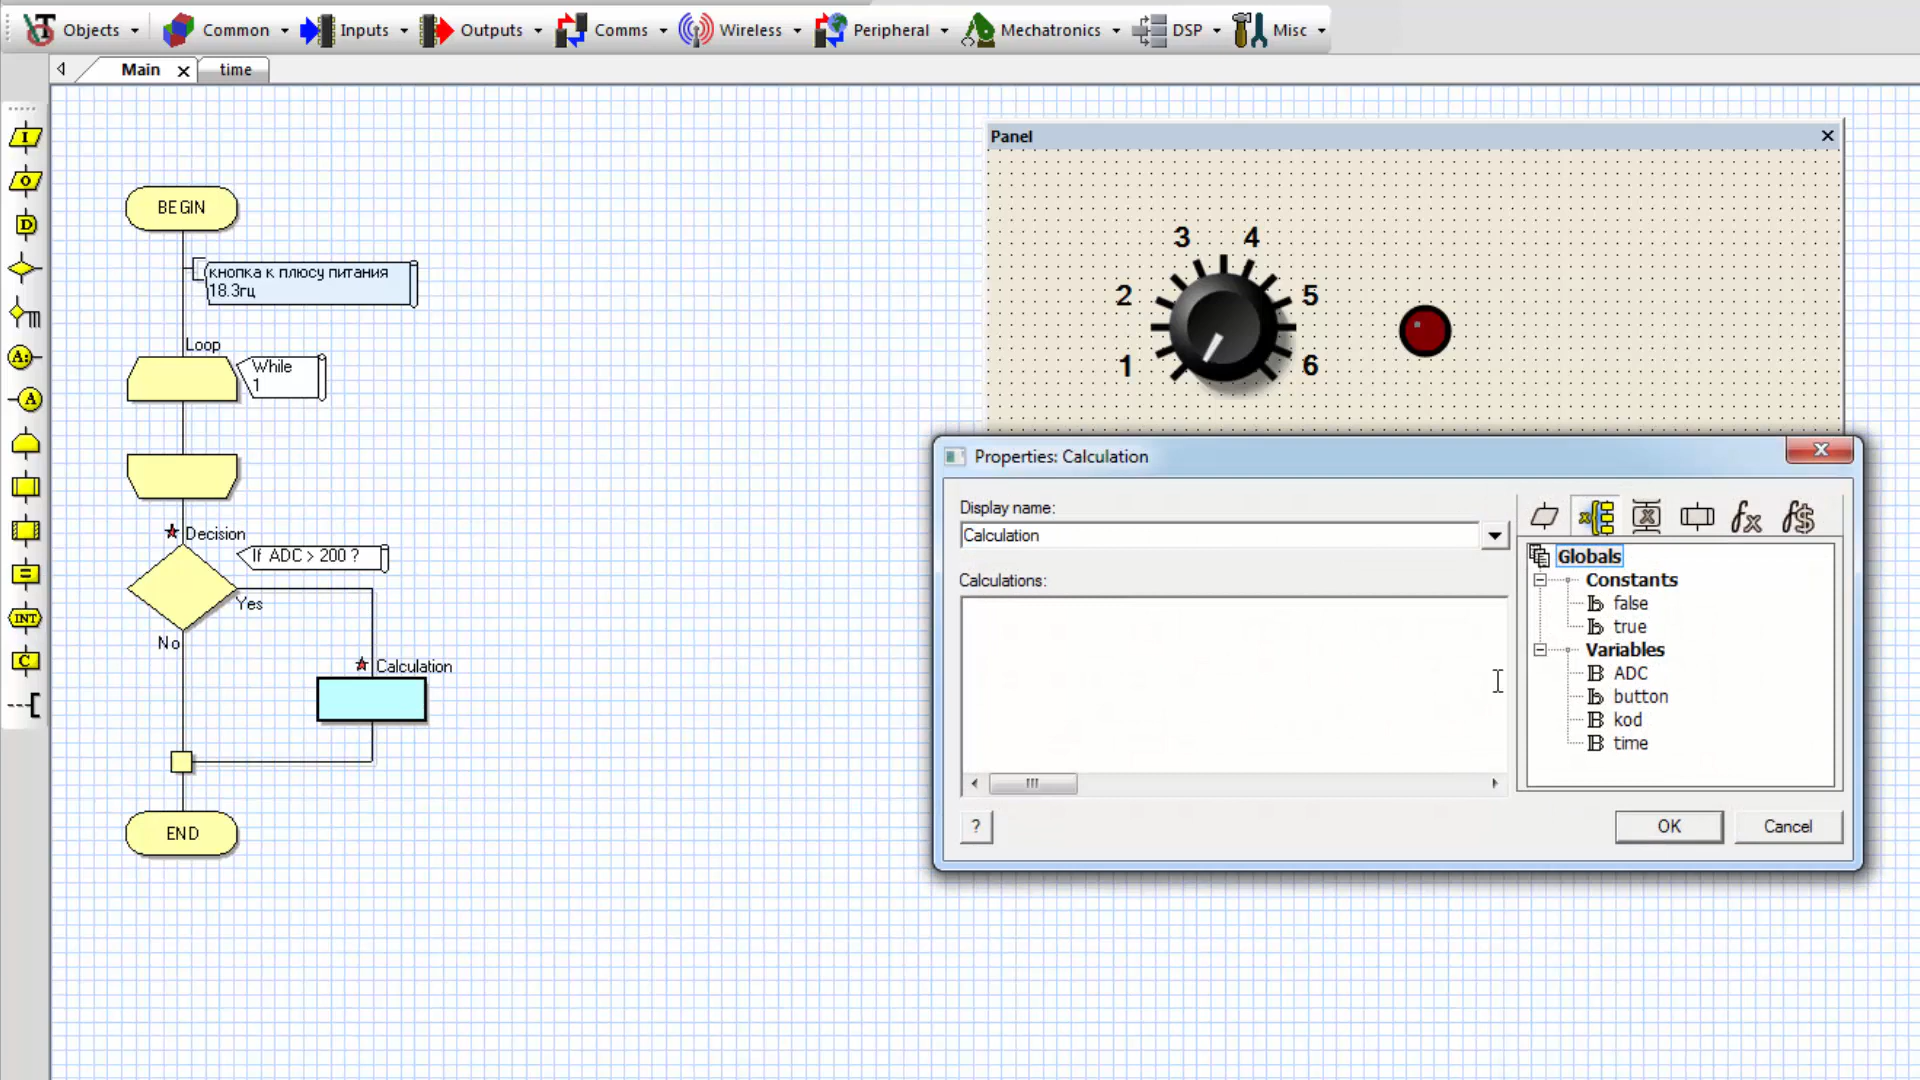 Objects Common Inputs Outputs Comms Wireless Peripheral Mechatronics DSP Misc
Main time
Panel
BEGIN
кнопка к плюсу питания
18.3гц
Loop
While
1
Decision
If ADC > 200 ?
Yes
No
Calculation
END
3 4
2 5
1 6
Properties: Calculation
Display name:
Calculation
Calculations:
Globals
Constants
false
true
Variables
ADC
button
kod
time
? OK Cancel
I
O
D
A:
A
=
INT
C